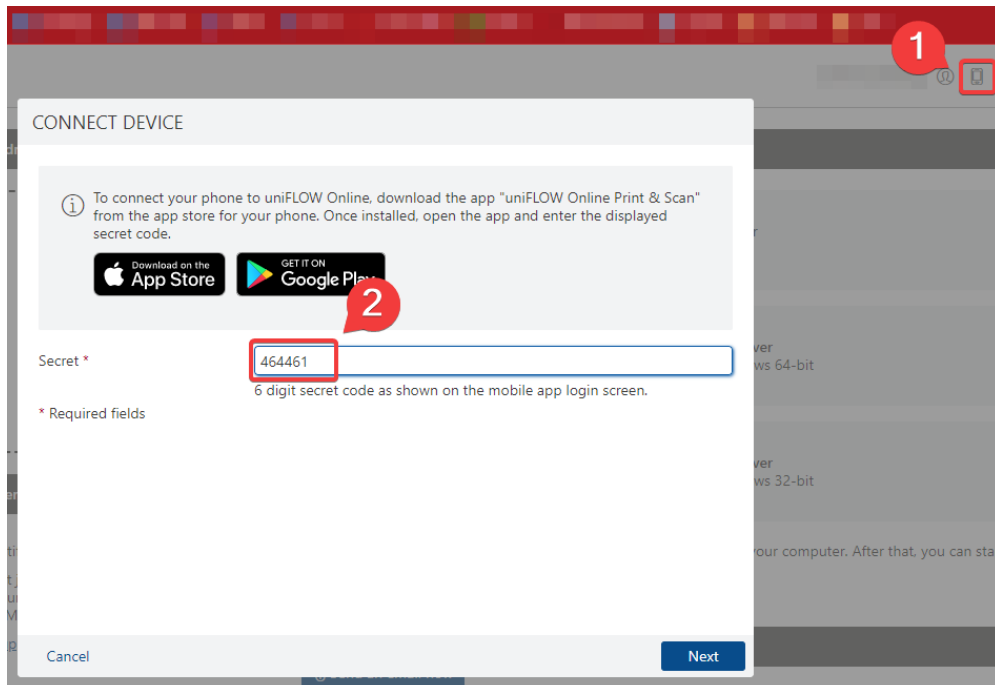 1
CONNECT DEVICE
To connect your phone to uniFLOW Online, download the app "uniFLOW Online Print & Scan"
from the app store for your phone. Once installed, open the app and enter the displayed
secret code.
Download on the
App Store
GET IT ON
Google Play
2
Secret *
464461
6 digit secret code as shown on the mobile app login screen.
* Required fields
ws 64-bit
ws 32-bit
our computer. After that, you can sta
Cancel
Next